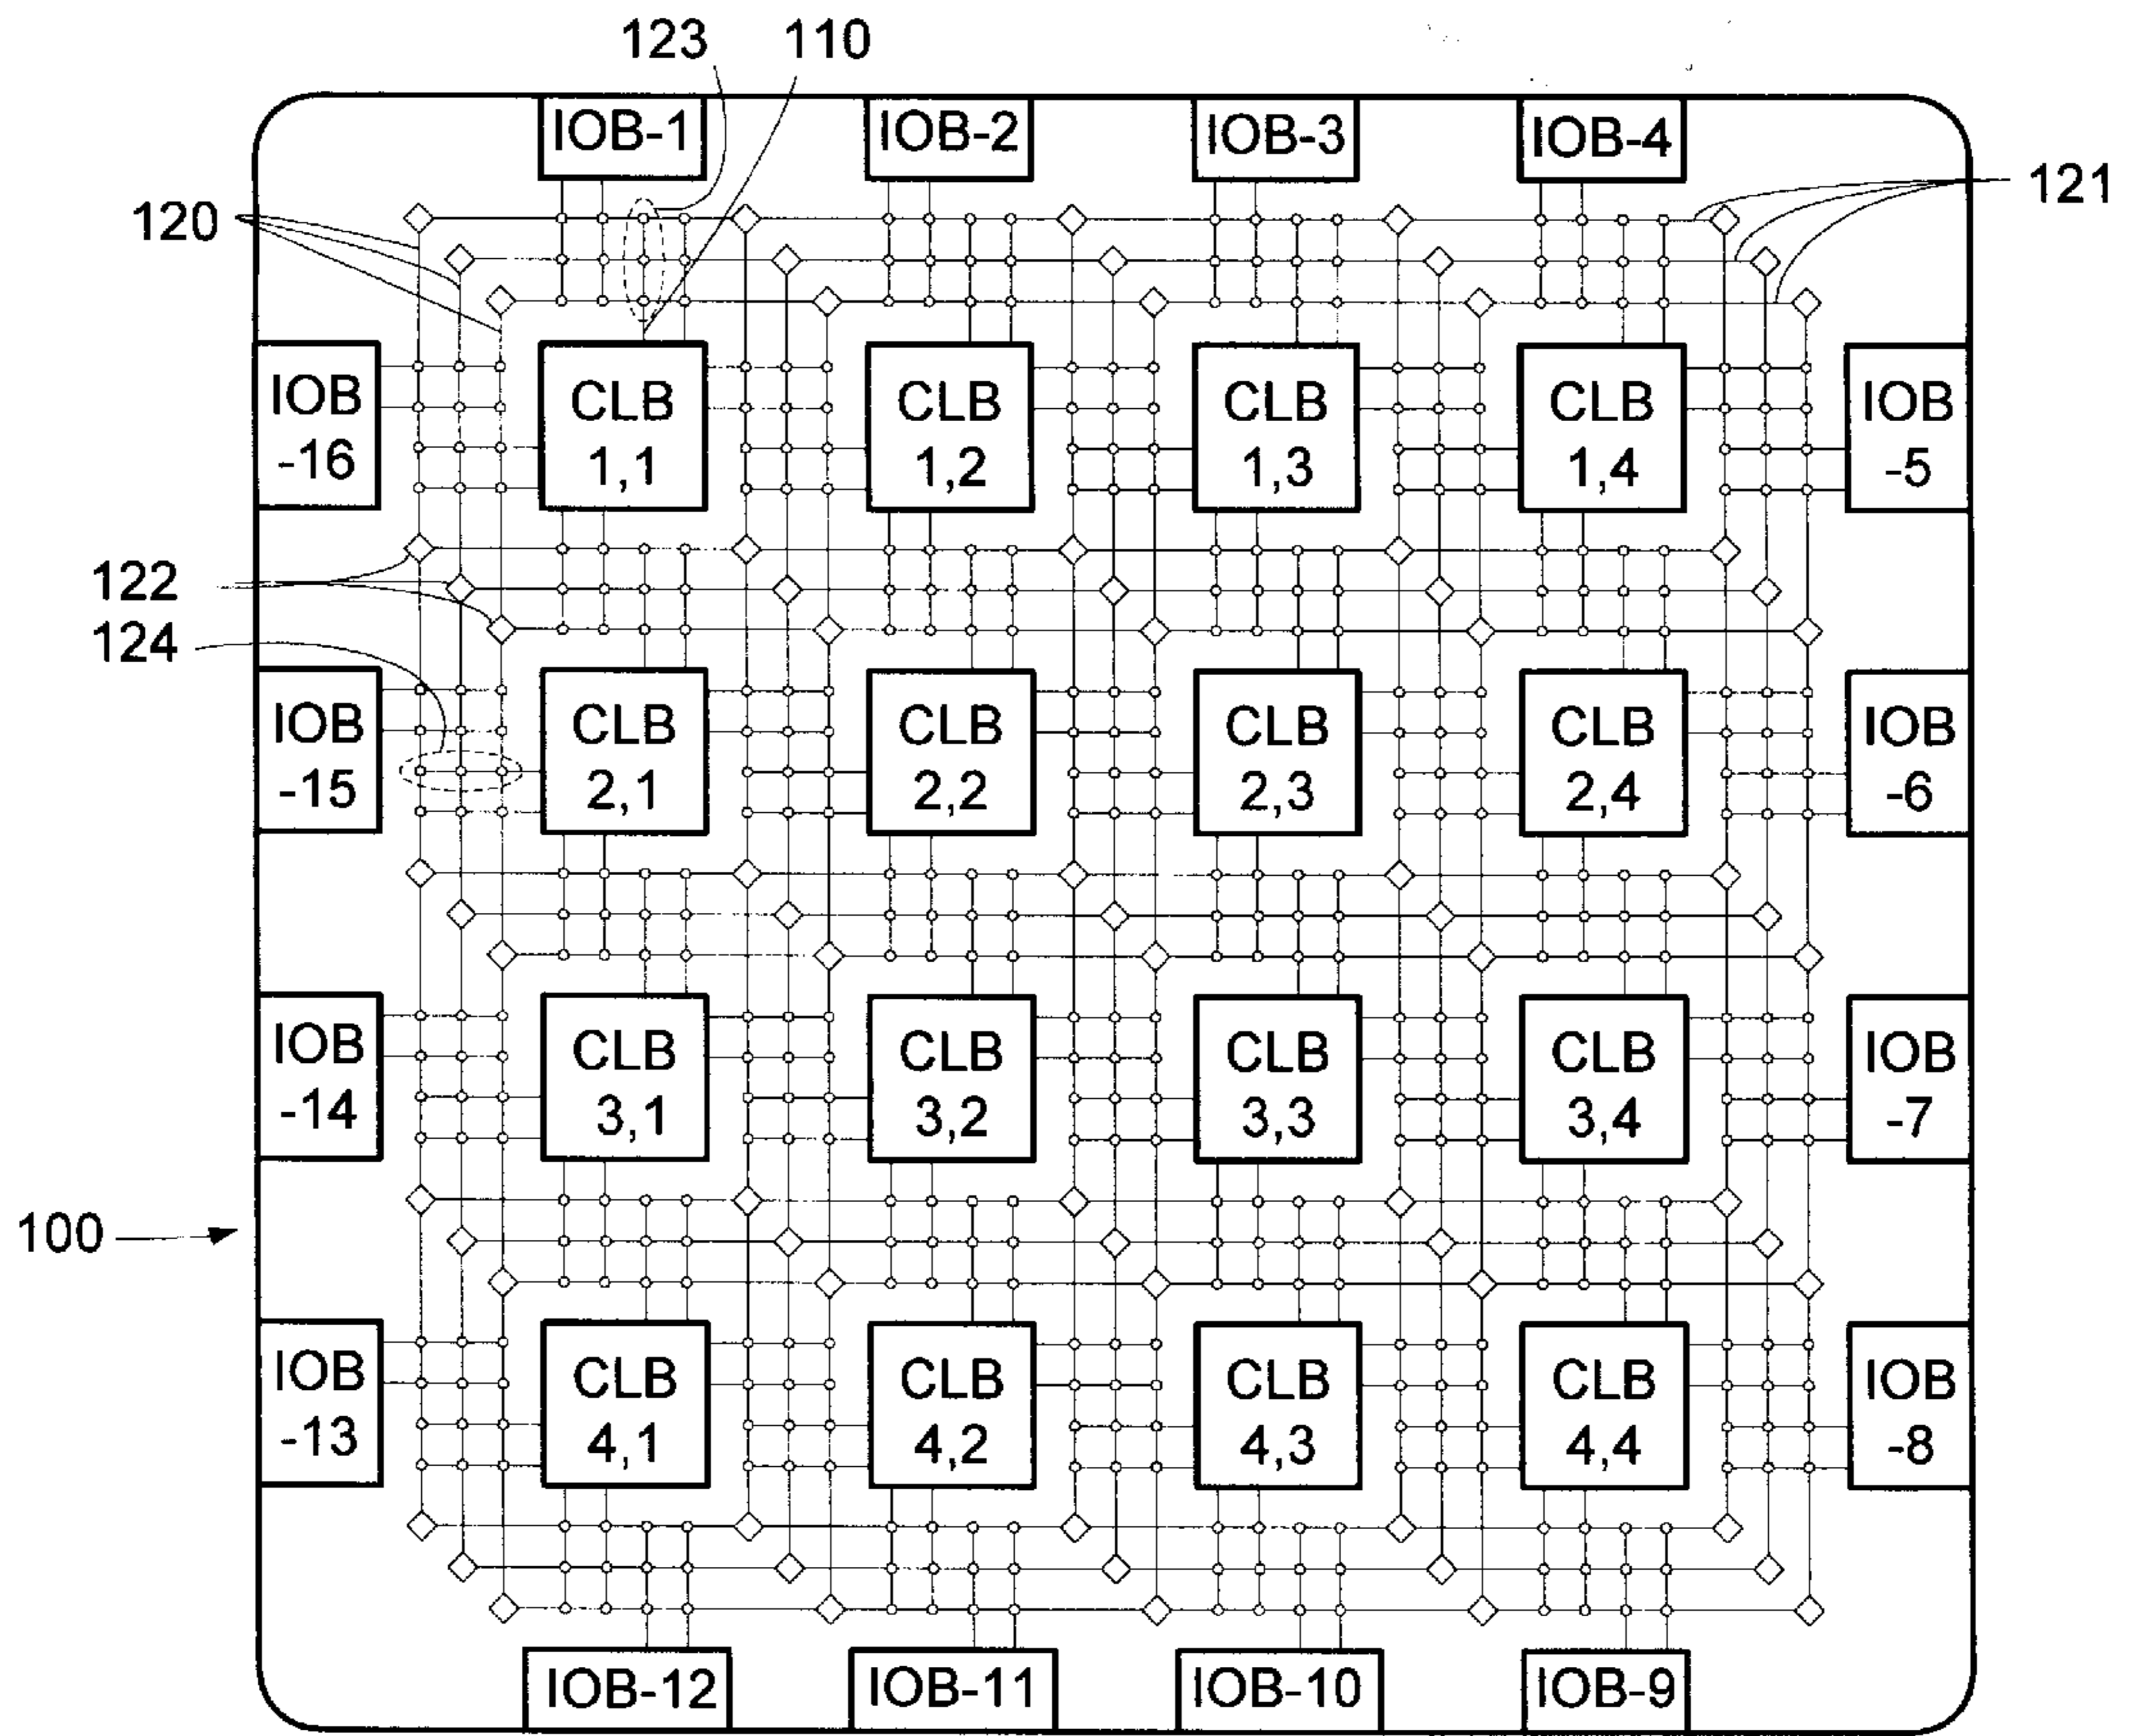 123 110
IOB-1 IOB-2 IOB-3 IOB-4
121
120
IOB CLB CLB CLB CLB IOB
-16 1,1 1,2 1,3 1,4 -5
122
124
IOB CLB CLB CLB CLB IOB
-15 2,1 2,2 2,3 2,4 -6
IOB CLB CLB CLB CLB IOB
-14 3,1 3,2 3,3 3,4 -7
100
IOB CLB CLB CLB CLB IOB
-13 4,1 4,2 4,3 4,4 -8
IOB-12 IOB-11 IOB-10 IOB-9